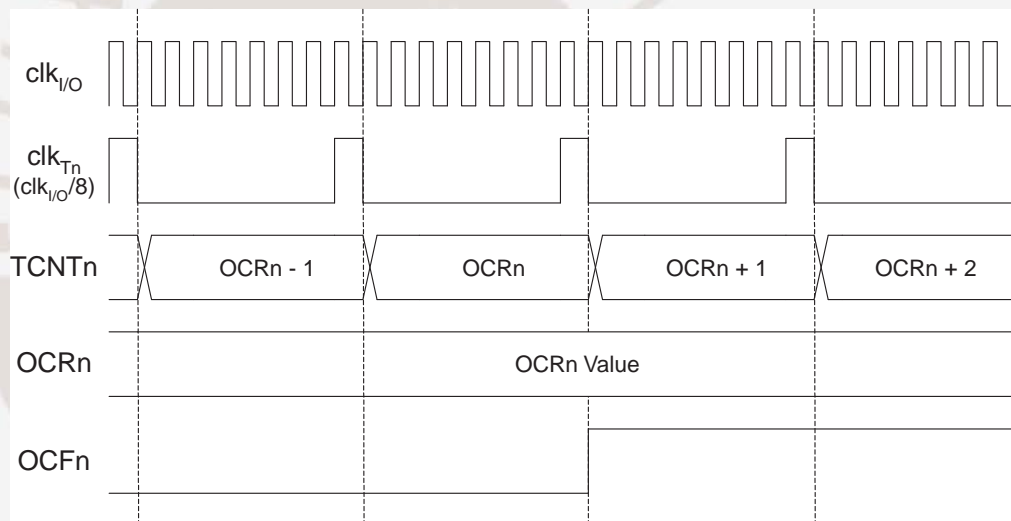 clkI/O
clkTn
(clkI/O/8)
TCNTn OCRn - 1 OCRn OCRn + 1 OCRn + 2
OCRn OCRn Value
OCFn